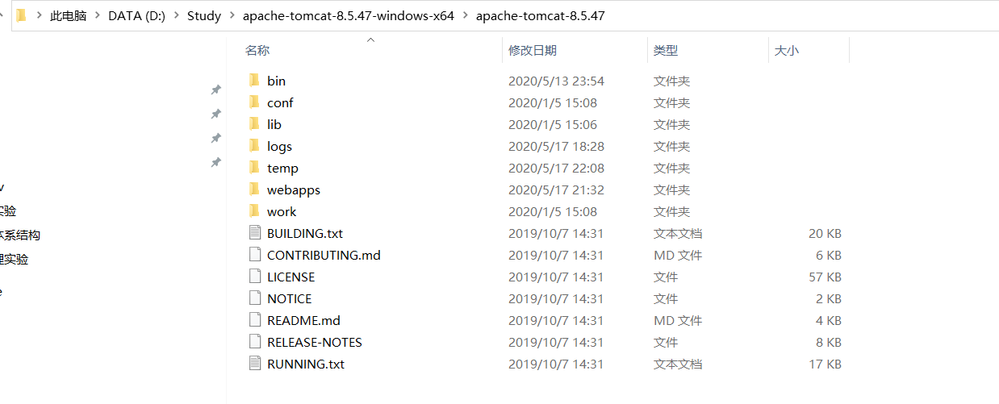 此电脑 > DATA (D:) > Study > apache-tomcat-8.5.47-windows-x64 > apache-tomcat-8.5.47
名称 修改日期 类型 大小
bin 2020/5/13 23:54 文件夹
conf 2020/1/5 15:08 文件夹
lib 2020/1/5 15:06 文件夹
logs 2020/5/17 18:28 文件夹
temp 2020/5/17 22:08 文件夹
webapps 2020/5/17 21:32 文件夹
实验 work 2020/1/5 15:08 文件夹
体系结构 BUILDING.txt 2019/10/7 14:31 文本文档 20 KB
理实验 CONTRIBUTING.md 2019/10/7 14:31 MD 文件 6 KB
LICENSE 2019/10/7 14:31 文件 57 KB
NOTICE 2019/10/7 14:31 文件 2 KB
README.md 2019/10/7 14:31 MD 文件 4 KB
RELEASE-NOTES 2019/10/7 14:31 文件 8 KB
RUNNING.txt 2019/10/7 14:31 文本文档 17 KB